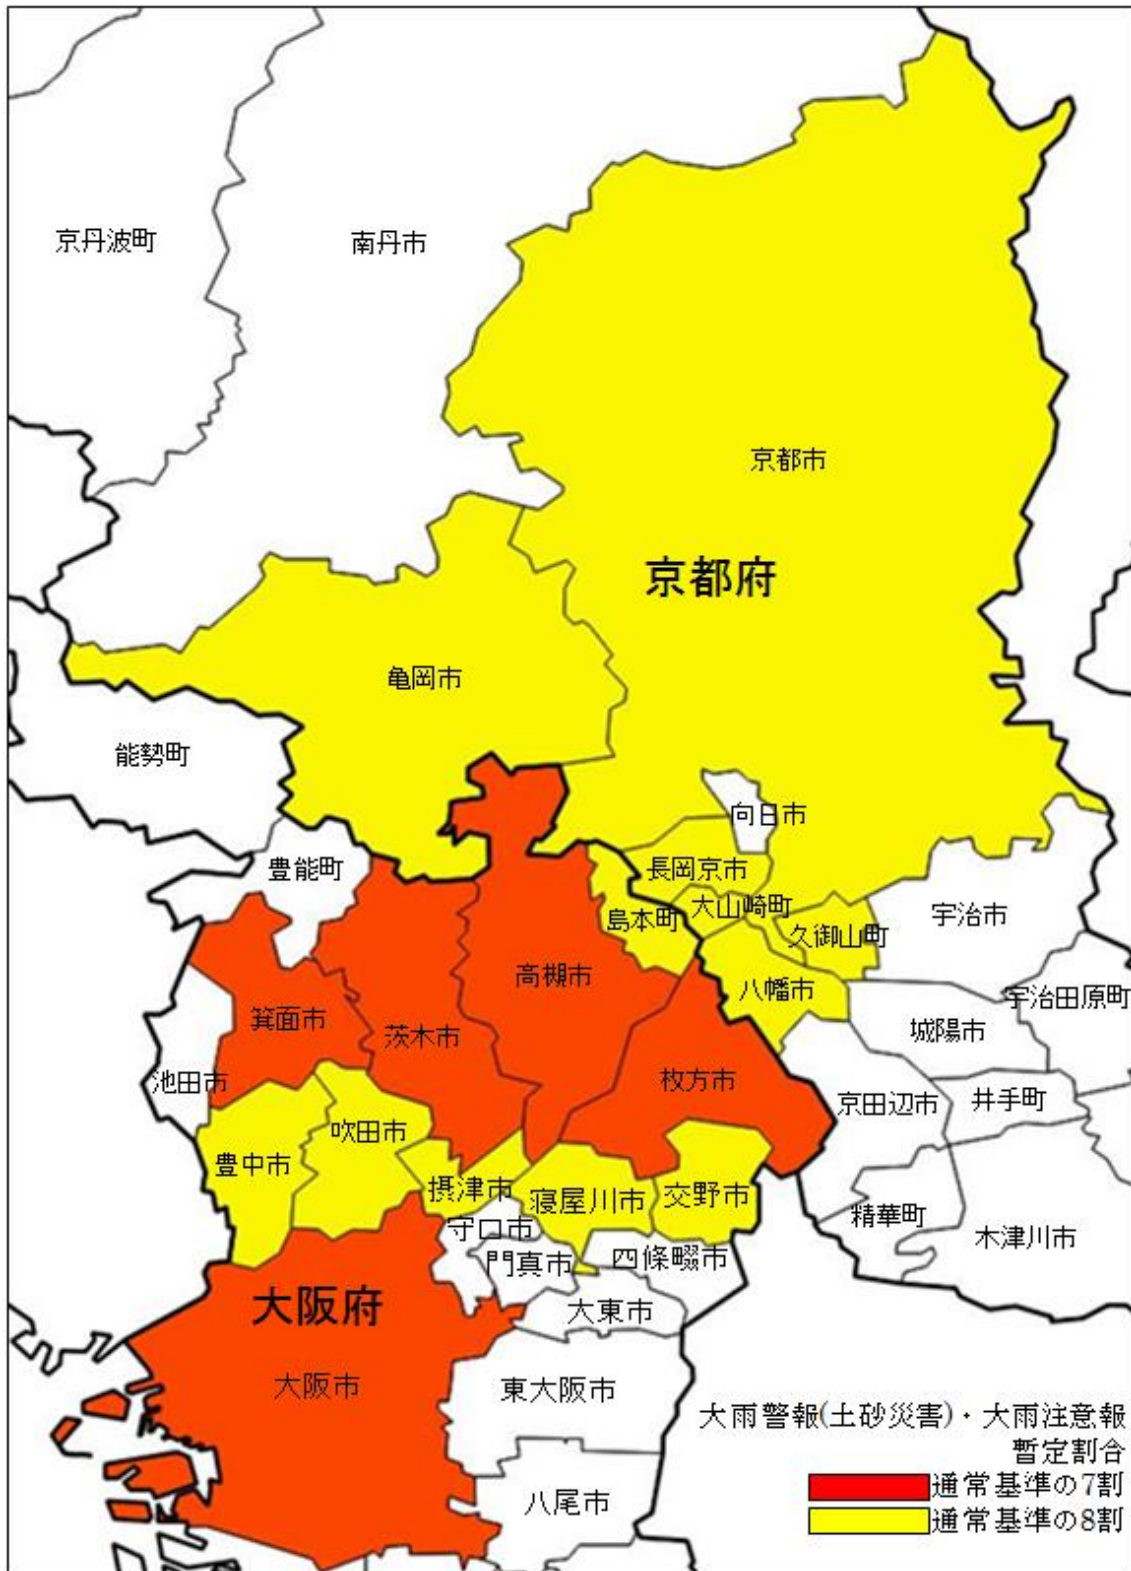 京丹波町
南丹市
京都市
京都府
亀岡市
能勢町
向日市
豊能町
長岡京市
島本町
大山崎町
久御山町
宇治市
高槻市
八幡市
宇治田原町
箕面市
茨木市
城陽市
池田市
枚方市
京田辺市
井手町
吹田市
豊中市
摂津市
寝屋川市
交野市
守口市
精華町
木津川市
門真市
四條畷市
大阪府
大東市
大阪市
東大阪市
八尾市
大雨警報(土砂災害)・大雨注意報
暫定割合
通常基準の7割
通常基準の8割